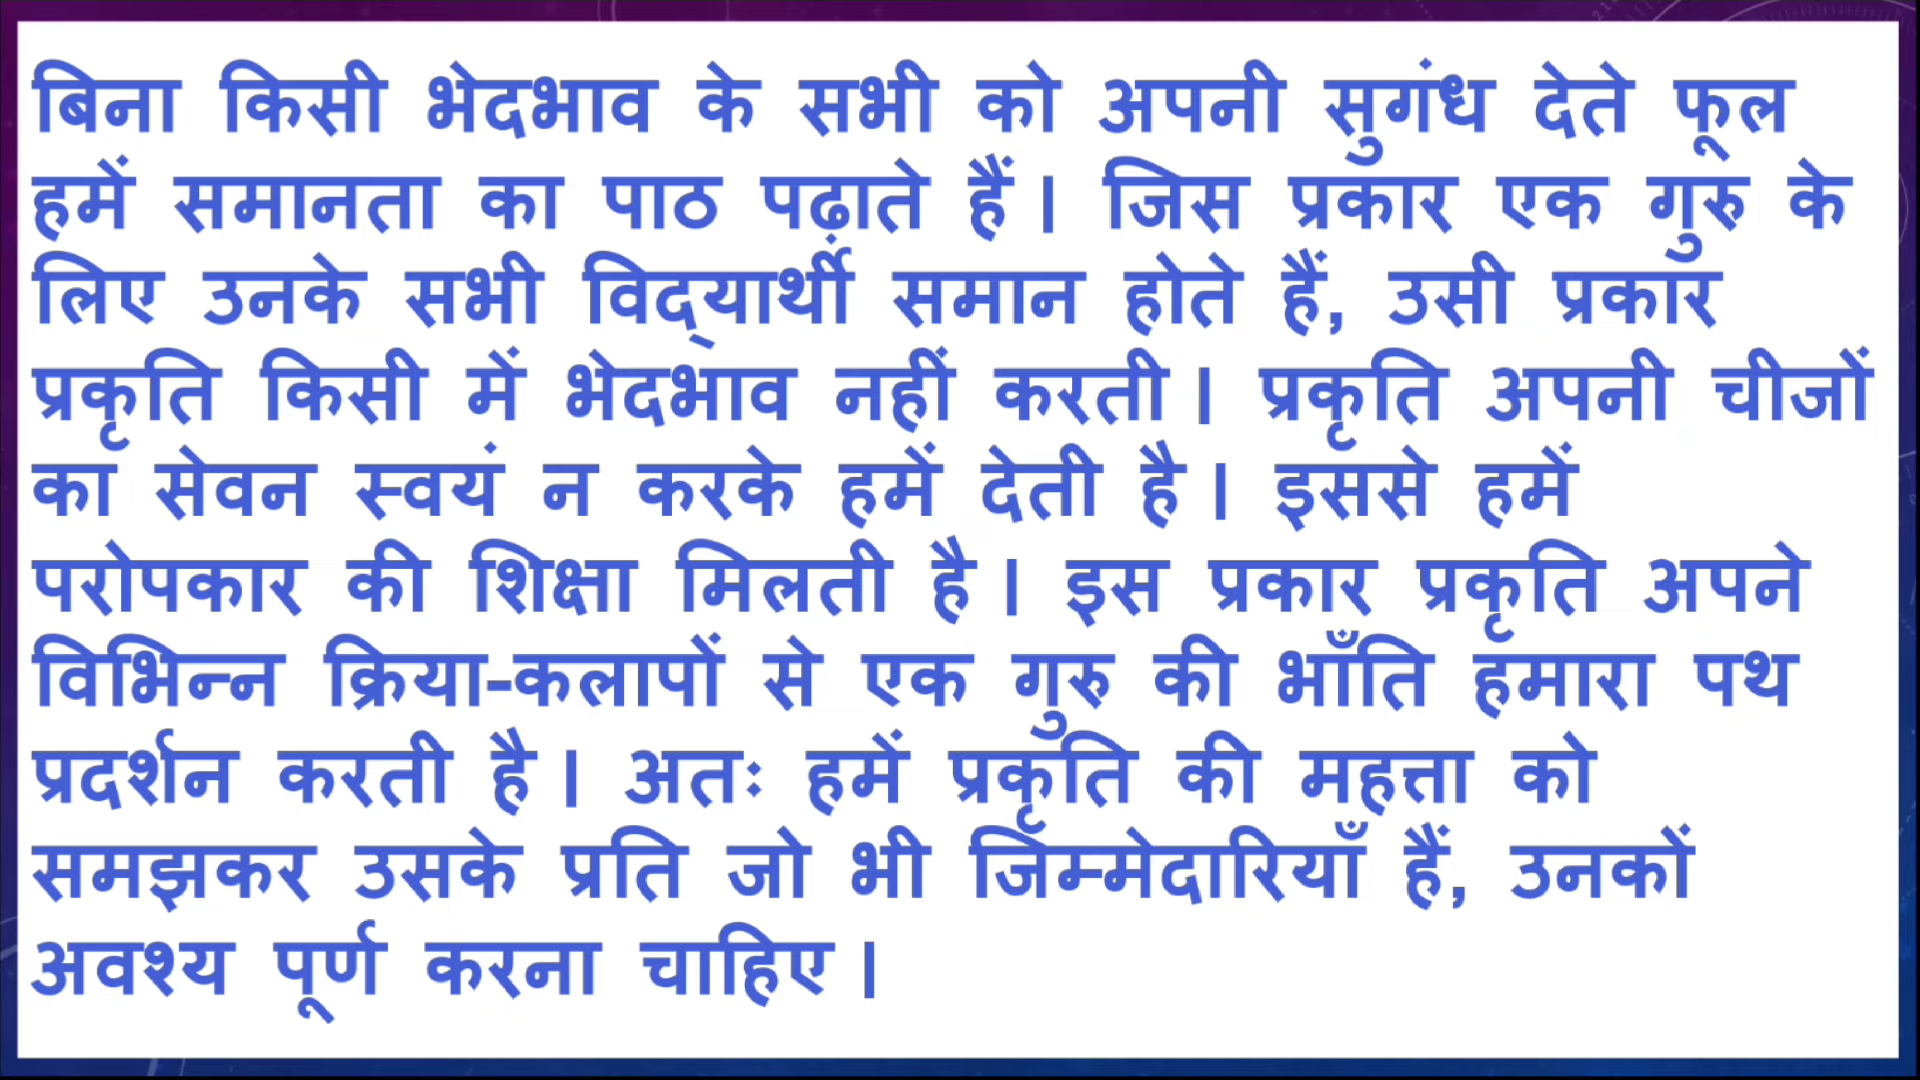 बिना किसी भेदभाव के सभी को अपनी सुगंध देते फूल
हमें समानता का पाठ पढ़ाते हैं। जिस प्रकार एक गुरु के
लिए उनके सभी विद्‌यार्थी समान होते हैं, उसी प्रकार
प्रकृति किसी में भेदभाव नहीं करती। प्रकृति अपनी चीजों
का सेवन स्वयं न करके हमें देती है। इससे हमें
परोपकार की शिक्षा मिलती है। इस प्रकार प्रकृति अपने
विभिन्न क्रिया-कलापों से एक गुरु की भाँति हमारा पथ
प्रदर्शन करती है। अतः हमें प्रकृति की महत्ता को
समझकर उसके प्रति जो भी जिम्मेदारियाँ हैं, उनकों
अवश्य पूर्ण करना चाहिए।